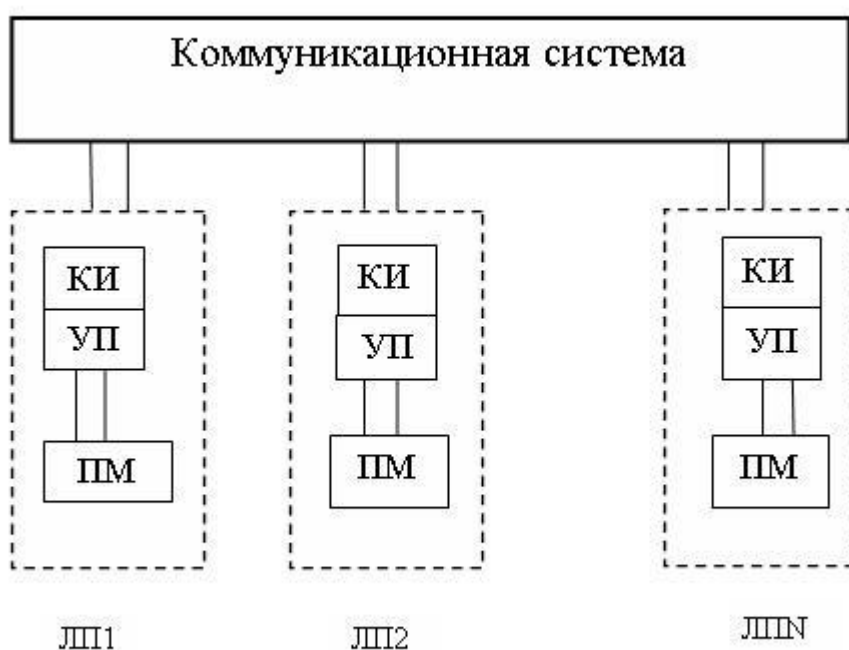 Коммуникационная система
КИ
УП
ПМ
ЛП1
КИ
УП
ПМ
ЛП2
КИ
УП
ПМ
ЛПN